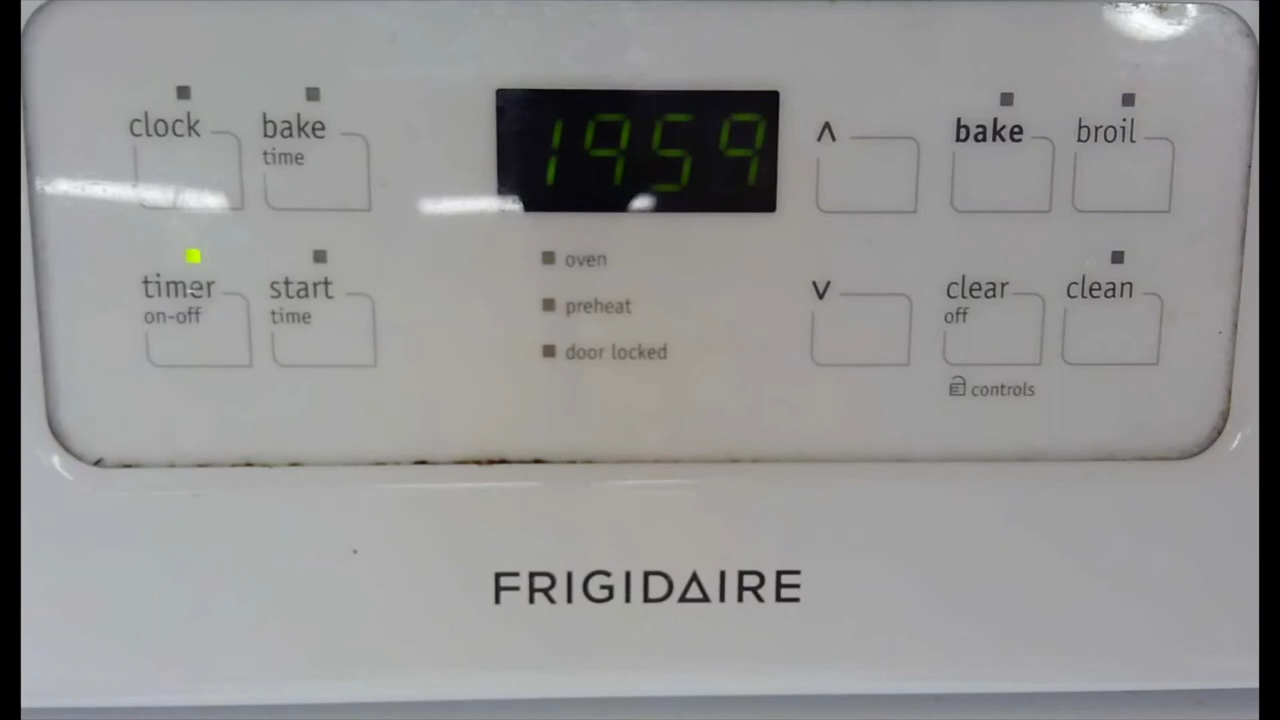 clock
bake
time
1959
Λ
bake
broil
timer
on-off
start
time
oven
preheat
door locked
V
clear
off
clean
controls
FRIGIDAIRE